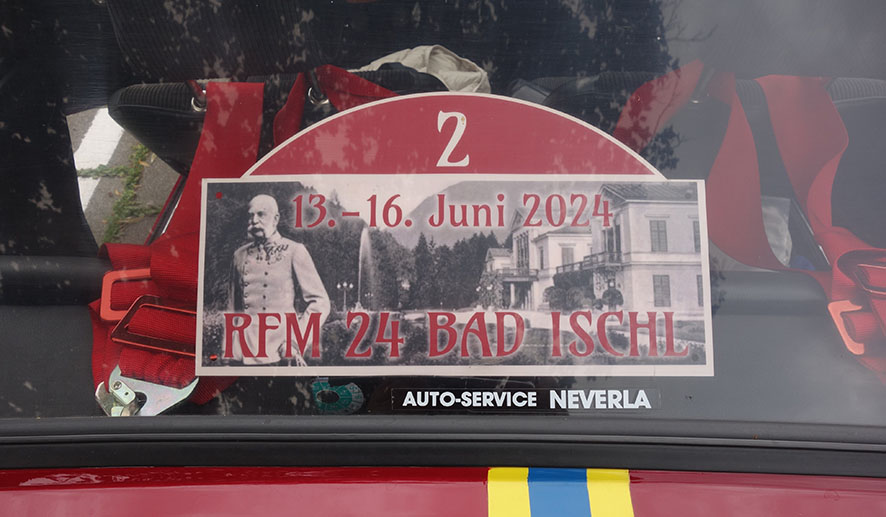 2
13.–16. Juni 2024
RFM 24 BAD ISCHL
AUTO-SERVICE NEVERLA